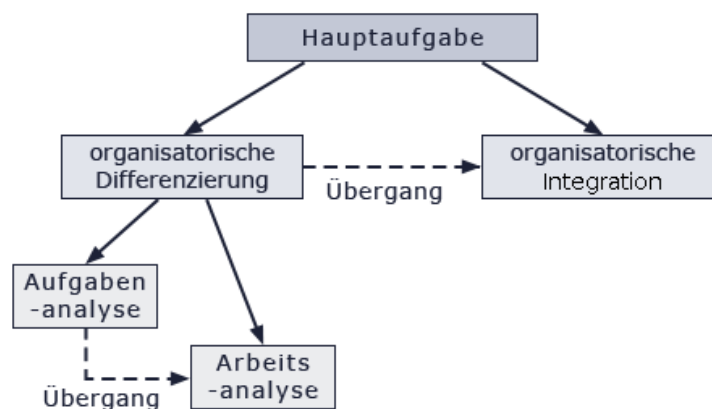 Hauptaufgabe
organisatorische
Differenzierung
Übergang
organisatorische
Integration
Aufgaben
-analyse
Übergang
Arbeits
-analyse